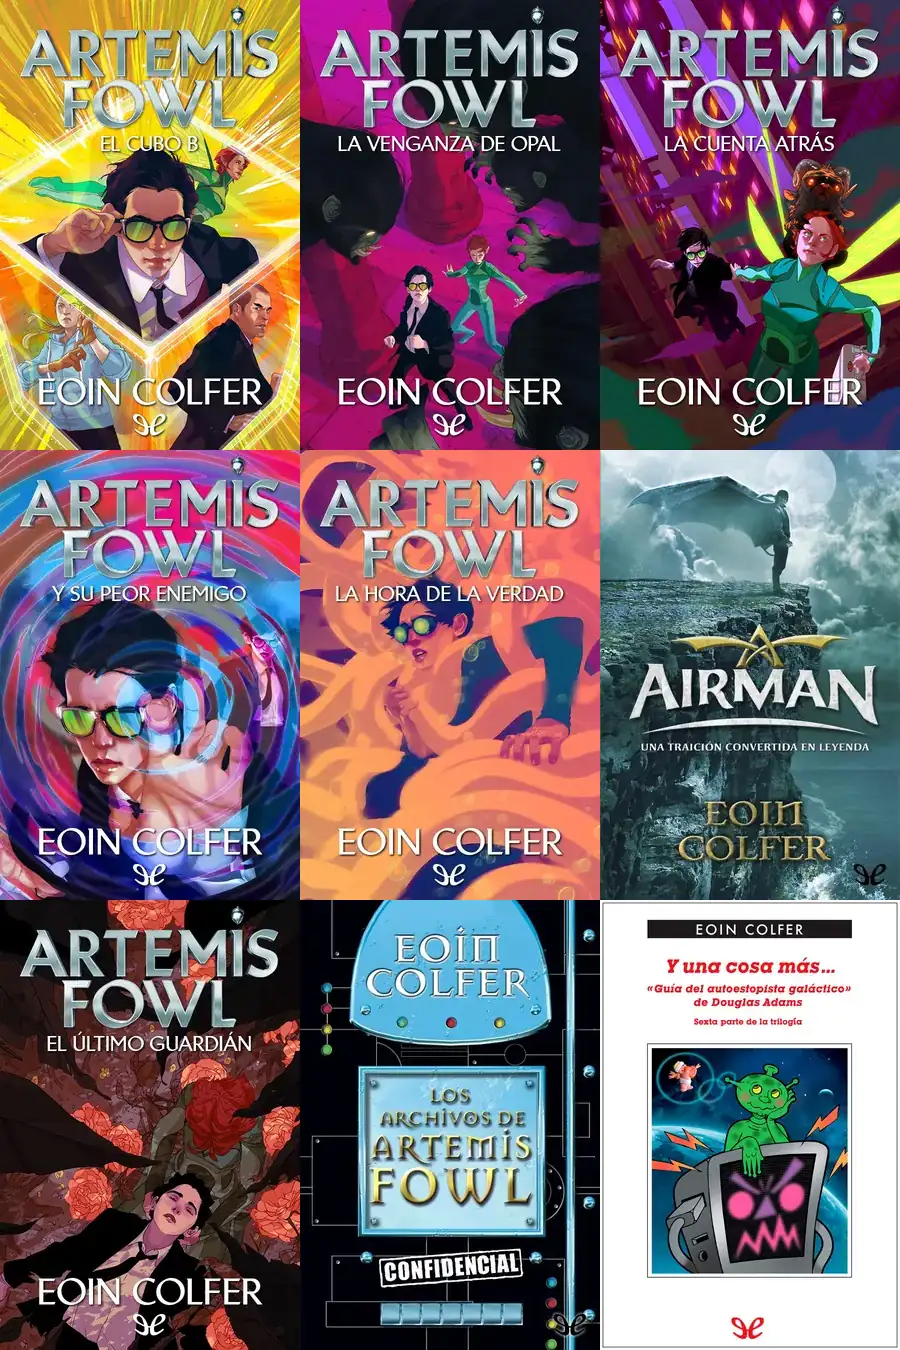 ARTEMIS
FOWL
EL CUBO B
EOIN COLFER
ARTEMIS
FOWL
LA VENGANZA DE OPAL
EOIN COLFER
ARTEMIS
FOWL
LA CUENTA ATRÁS
EOIN COLFER
ARTEMIS
FOWL
Y SU PEOR ENEMIGO
EOIN COLFER
ARTEMIS
FOWL
LA HORA DE LA VERDAD
EOIN COLFER
AIRMAN
UNA TRAICIÓN CONVERTIDA EN LEYENDA
EOIN
COLFER
ARTEMIS
FOWL
EL ÚLTIMO GUARDIÁN
EOIN COLFER
EOIN
COLFER
LOS
ARCHIVOS DE
ARTEMIS
FOWL
CONFIDENCIAL
EOIN COLFER
Y una cosa más...
«Guía del autoestopista galáctico»
de Douglas Adams
Sexta parte de la trilogía